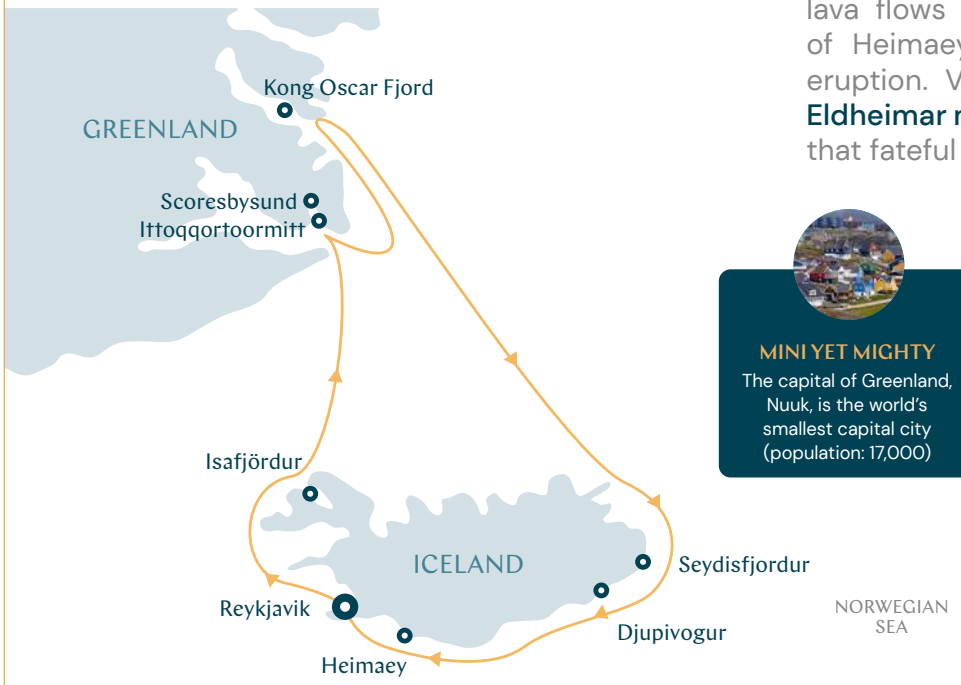 lava flows
of Heimaey
eruption. V
Eldheimar
that fateful
Kong Oscar Fjord
GREENLAND
Scoresbysund
Ittoqqortoormitt
MINI YET MIGHTY
The capital of Greenland,
Nuuk, is the world's
smallest capital city
(population: 17,000)
Isafjördur
ICELAND
Seydisfjordur
Reykjavik
NORWEGIAN
SEA
Djupivogur
Heimaey